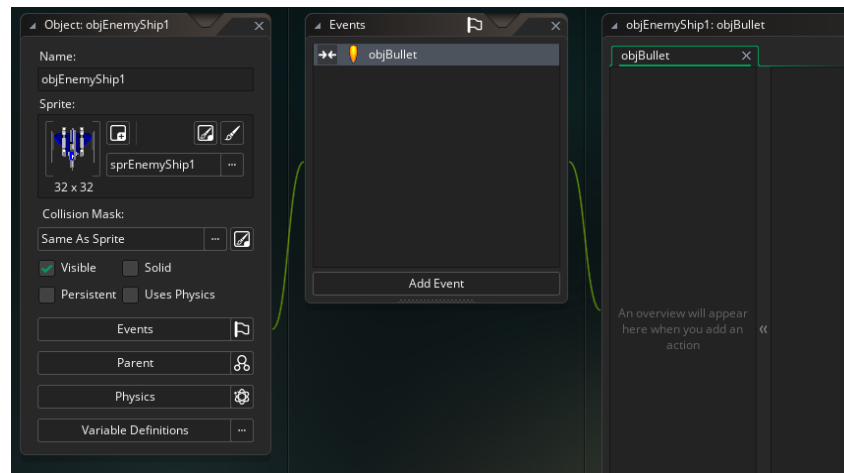 Object: objEnemyShip1
Name:
objEnemyShip1
Sprite:
sprEnemyShip1
32 x 32
Collision Mask:
Same As Sprite
Visible
Solid
Persistent
Uses Physics
Events
Parent
Physics
Variable Definitions
Events
objBullet
Add Event
objEnemyShip1: objBullet
objBullet
An overview will appear
here when you add an
action